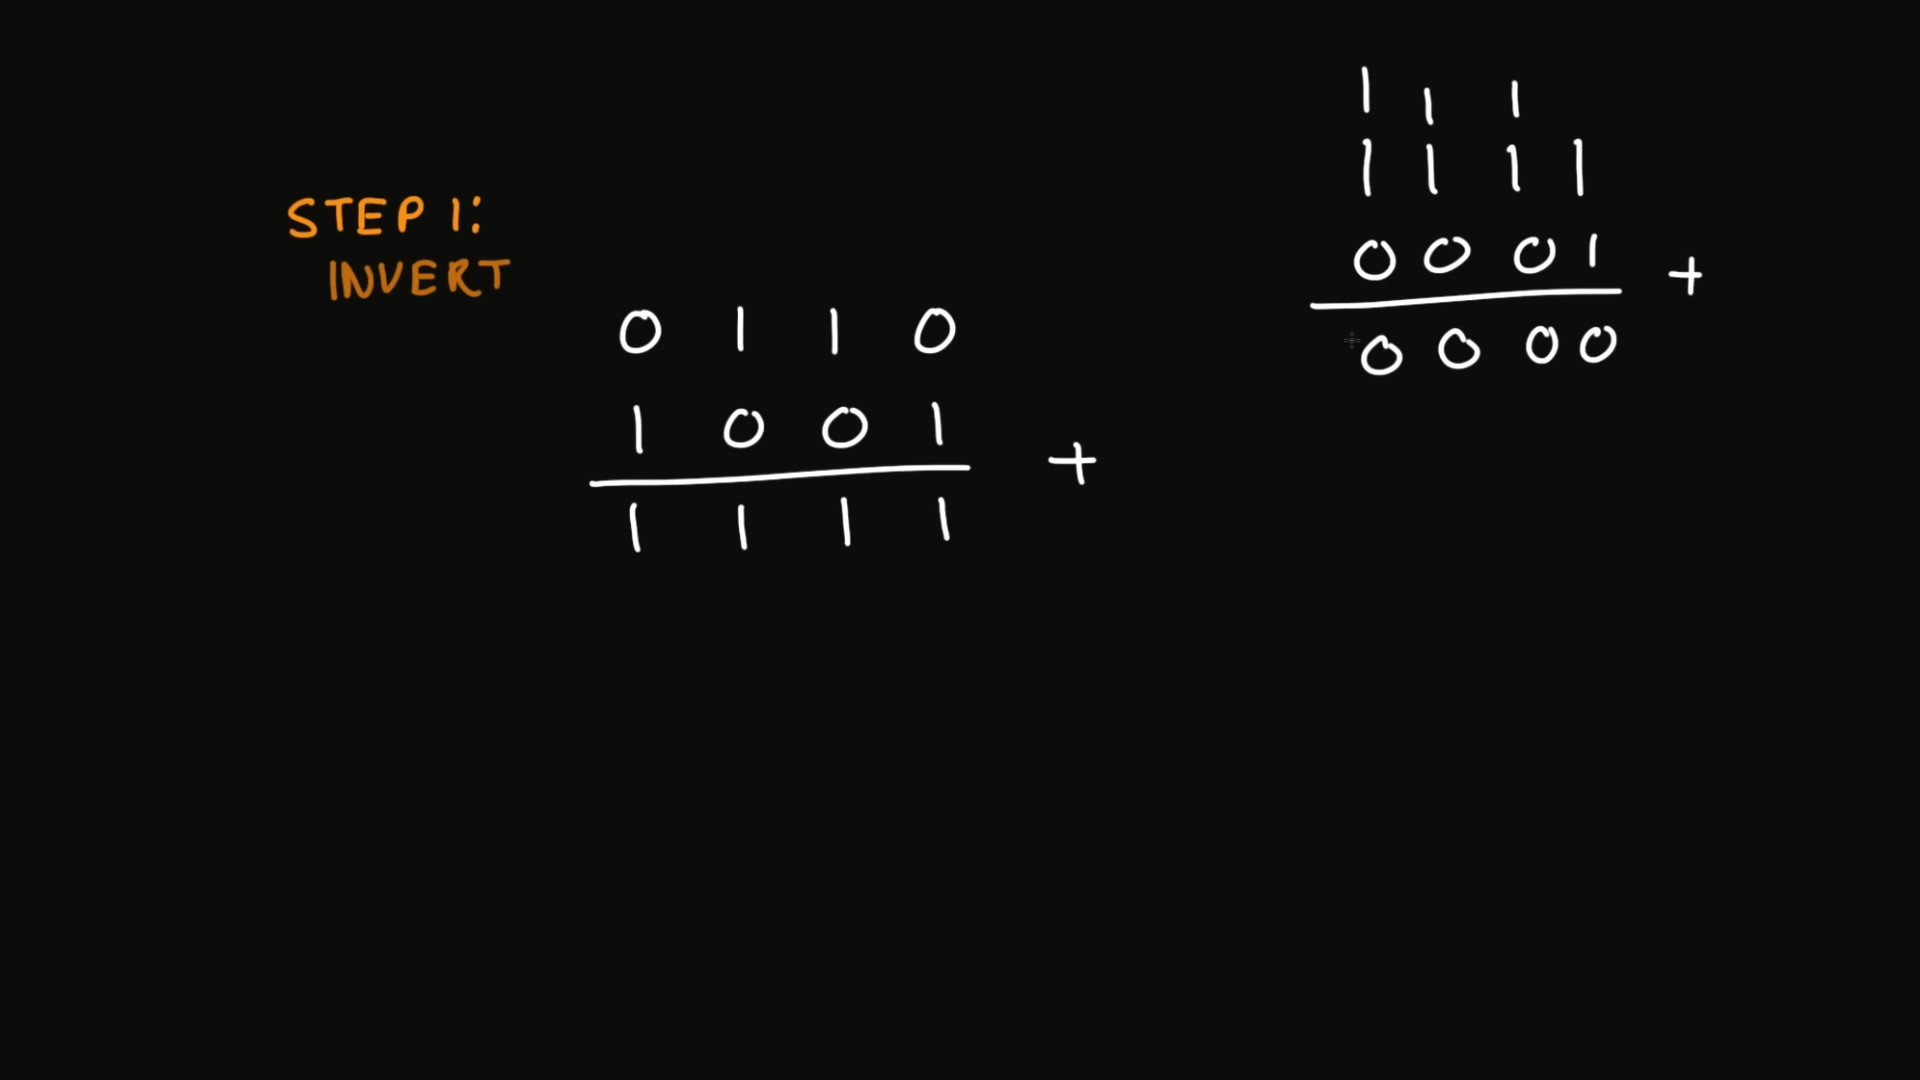 STEP 1:
INVERT
0 1 1 0
1 0 0 1 +
1 1 1 1
1 1 1
1 1 1 1
0 0 0 1 +
0 0 0 0